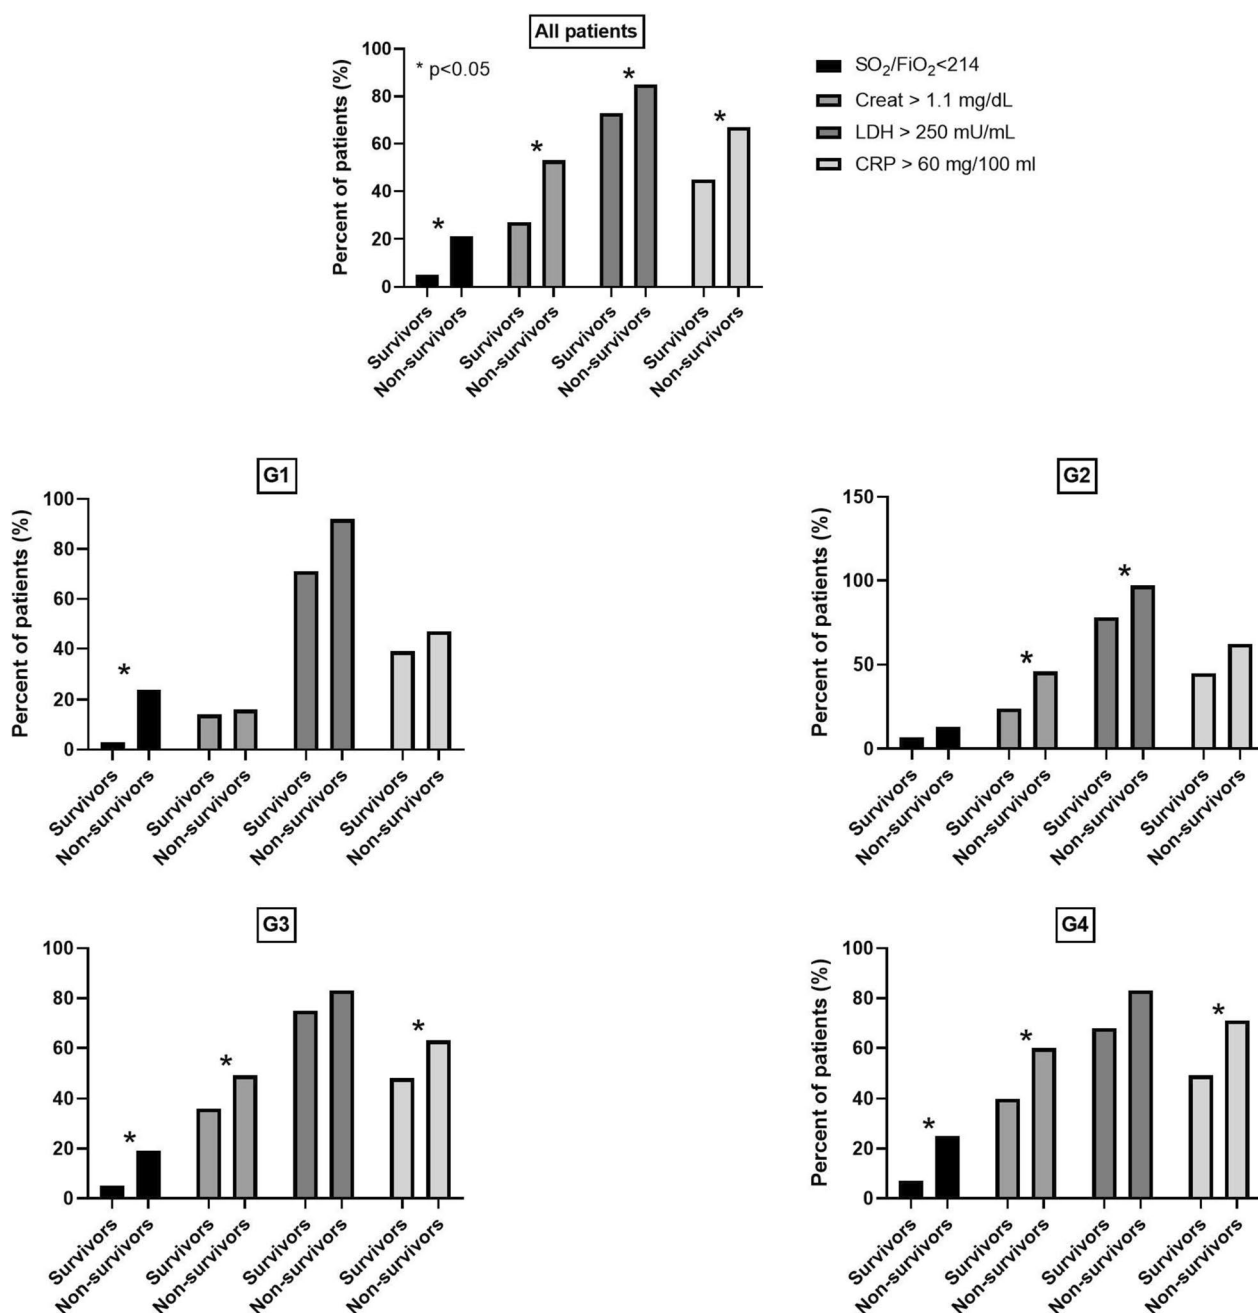 All patients
* p<0.05
SO2/FiO2<214
Creat > 1.1 mg/dL
LDH > 250 mU/mL
CRP > 60 mg/100 ml
Percent of patients (%)
100
80
60
40
20
0
*
*
*
*
Survivors
Non-survivors
Survivors
Non-survivors
Survivors
Non-survivors
Survivors
Non-survivors
G1
Percent of patients (%)
100
80
60
40
20
0
*
Survivors
Non-survivors
Survivors
Non-survivors
Survivors
Non-survivors
Survivors
Non-survivors
G2
Percent of patients (%)
150
100
50
0
*
*
Survivors
Non-survivors
Survivors
Non-survivors
Survivors
Non-survivors
Survivors
Non-survivors
G3
100
80
60
40
20
0
*
*
*
Survivors
Non-survivors
Survivors
Non-survivors
Survivors
Non-survivors
Survivors
Non-survivors
G4
Percent of patients (%)
100
80
60
40
20
0
*
*
*
Survivors
Non-survivors
Survivors
Non-survivors
Survivors
Non-survivors
Survivors
Non-survivors